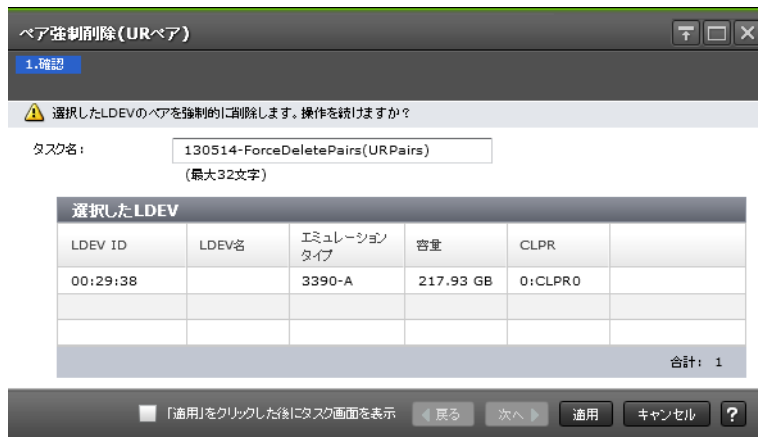 ペア強制削除(URペア)
1.確認
選択したLDEVのペアを強制的に削除します。操作を続けますか?
タスク名: 130514-ForceDeletePairs(URPairs)
(最大32文字)
選択したLDEV
LDEV ID LDEV名 エミュレーションタイプ 容量 CLPR
00:29:38 3390-A 217.93 GB 0:CLPR0
合計: 1
「適用」をクリックした後にタスク画面を表示 戻る 次へ 適用 キャンセル ?